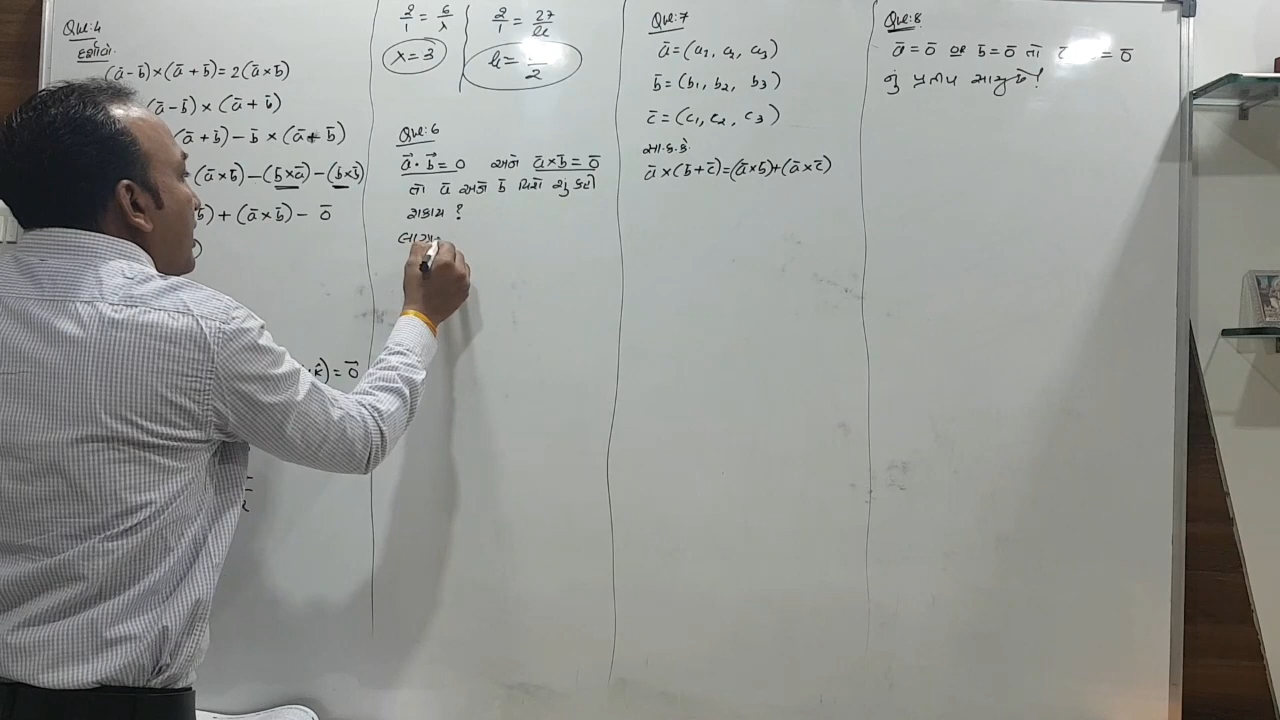 Que:4
દર્શાવો.
(ā-b̄)×(ā+b̄)=2(ā×b̄)
(ā-b̄)×(ā+b̄)
(ā+b̄)-b̄×(ā+b̄)
(ā×b̄)-(b̄×ā)-(b̄×b̄)
b̄)+(ā×b̄)-0̄
k̂)=0̄
2/1=6/λ
λ=3
2/1=27/μ
μ= 2
Que:6
a⃗·b⃗=0 અને ā×b̄=0̄
તો ā અને b̄ વિશે શું કહી
શકાય ?
Que:7
ā=(a₁, a₂, a₃)
b̄=(b₁, b₂, b₃)
c̄=(c₁, c₂, c₃)
સા.ક.કે
ā×(b̄+c̄)=(ā×b̄)+(ā×c̄)
Que:8
ā=0̄ OR b̄=0̄ તો =0̄
નું પ્રતીપ સાચું છે?